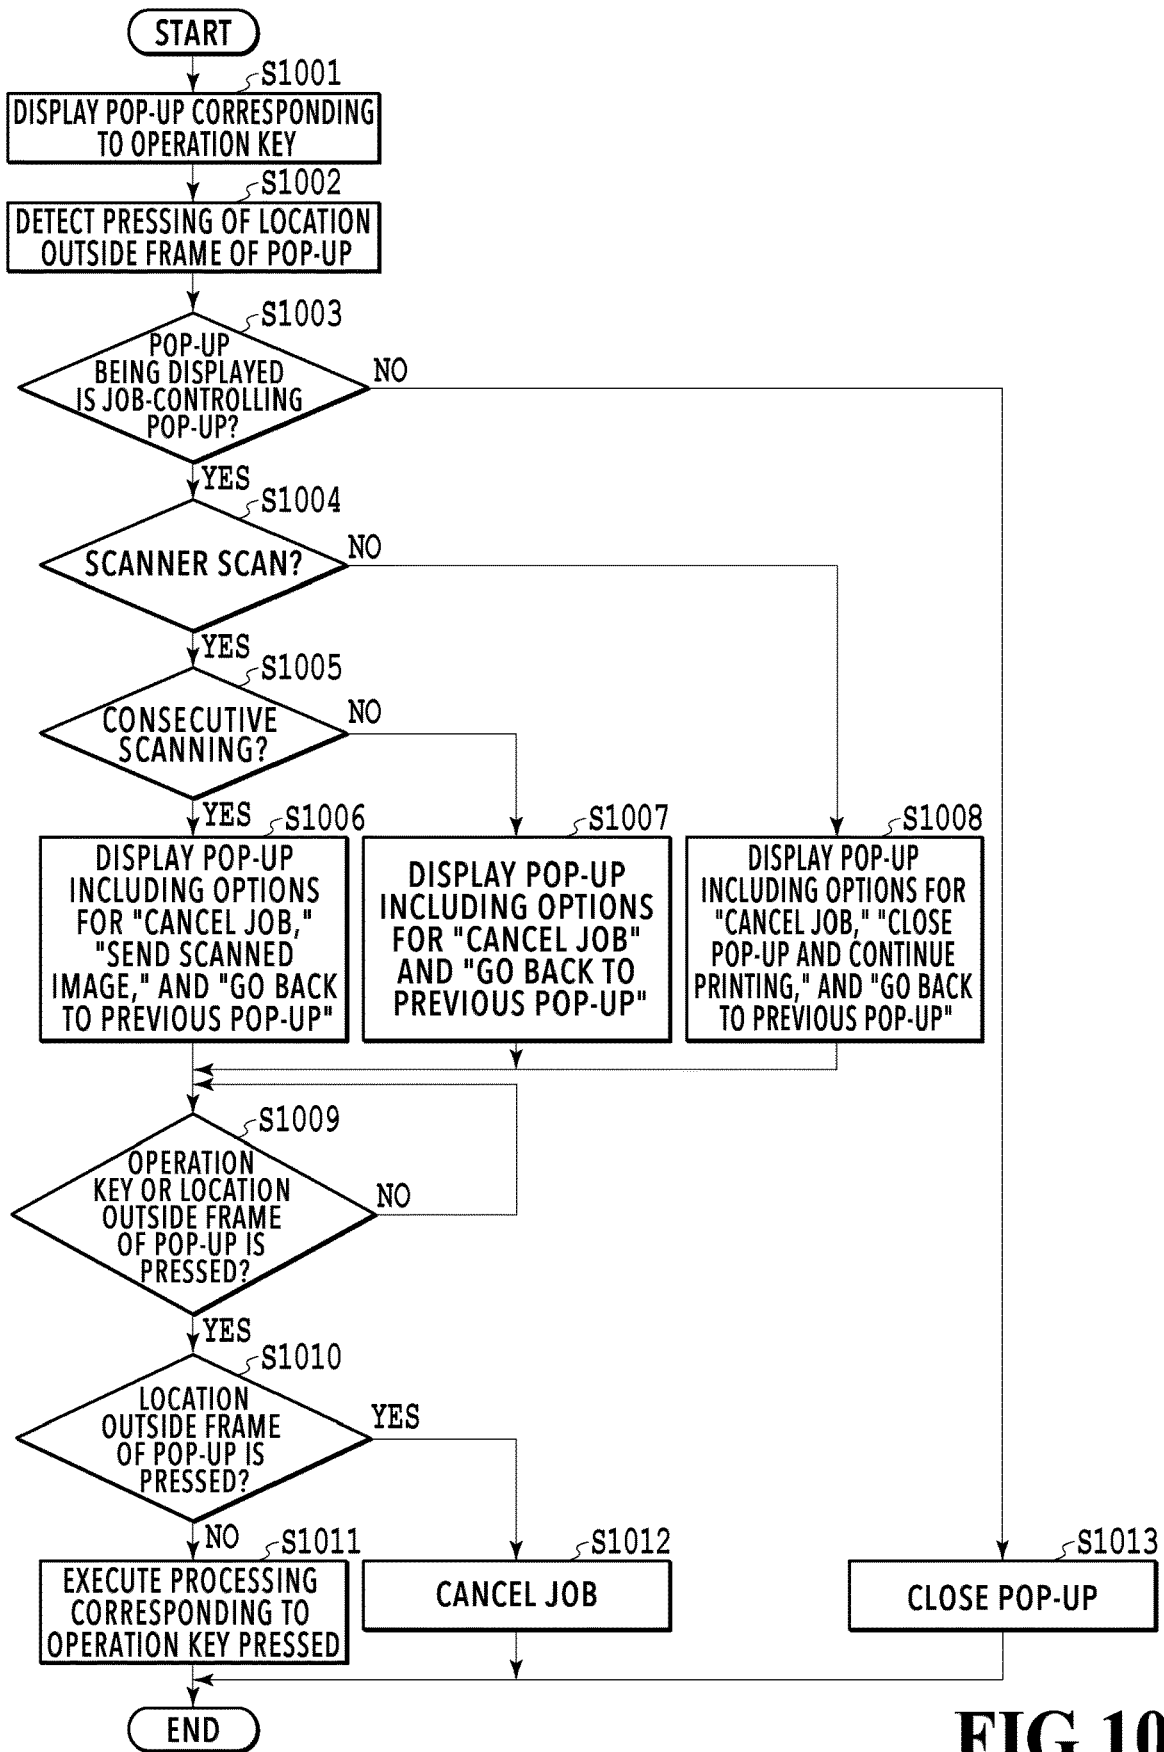 START
S1001
DISPLAY POP-UP CORRESPONDING
TO OPERATION KEY
S1002
DETECT PRESSING OF LOCATION
OUTSIDE FRAME OF POP-UP
S1003
POP-UP
BEING DISPLAYED
IS JOB-CONTROLLING
POP-UP?
NO
YES
S1004
SCANNER SCAN?
NO
YES
S1005
CONSECUTIVE
SCANNING?
NO
YES
S1006
DISPLAY POP-UP
INCLUDING OPTIONS
FOR "CANCEL JOB,"
"SEND SCANNED
IMAGE," AND "GO BACK
TO PREVIOUS POP-UP"
S1007
DISPLAY POP-UP
INCLUDING OPTIONS
FOR "CANCEL JOB"
AND "GO BACK TO
PREVIOUS POP-UP"
S1008
DISPLAY POP-UP
INCLUDING OPTIONS FOR
"CANCEL JOB," "CLOSE
POP-UP AND CONTINUE
PRINTING," AND "GO BACK
TO PREVIOUS POP-UP"
S1009
OPERATION
KEY OR LOCATION
OUTSIDE FRAME
OF POP-UP IS
PRESSED?
NO
YES
S1010
LOCATION
OUTSIDE FRAME
OF POP-UP IS
PRESSED?
YES
NO
S1011
EXECUTE PROCESSING
CORRESPONDING TO
OPERATION KEY PRESSED
S1012
CANCEL JOB
S1013
CLOSE POP-UP
END
FIG.10